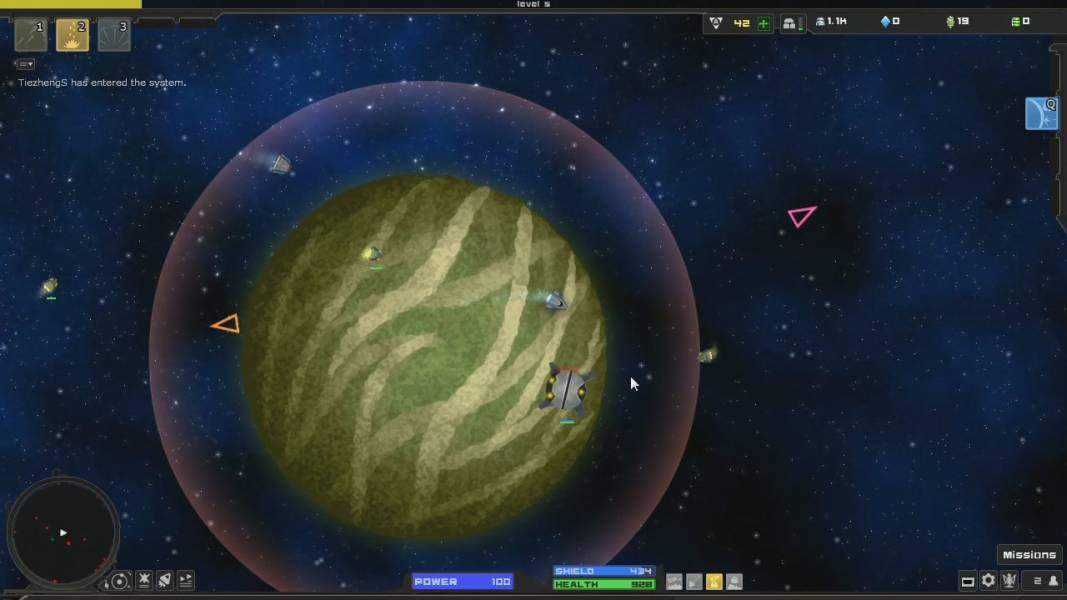 level 5
1 2 3
42 1.1k 0 19 0
TiezhengS has entered the system.
Q
Missions
POWER 100
SHIELD 434
HEALTH 928
2